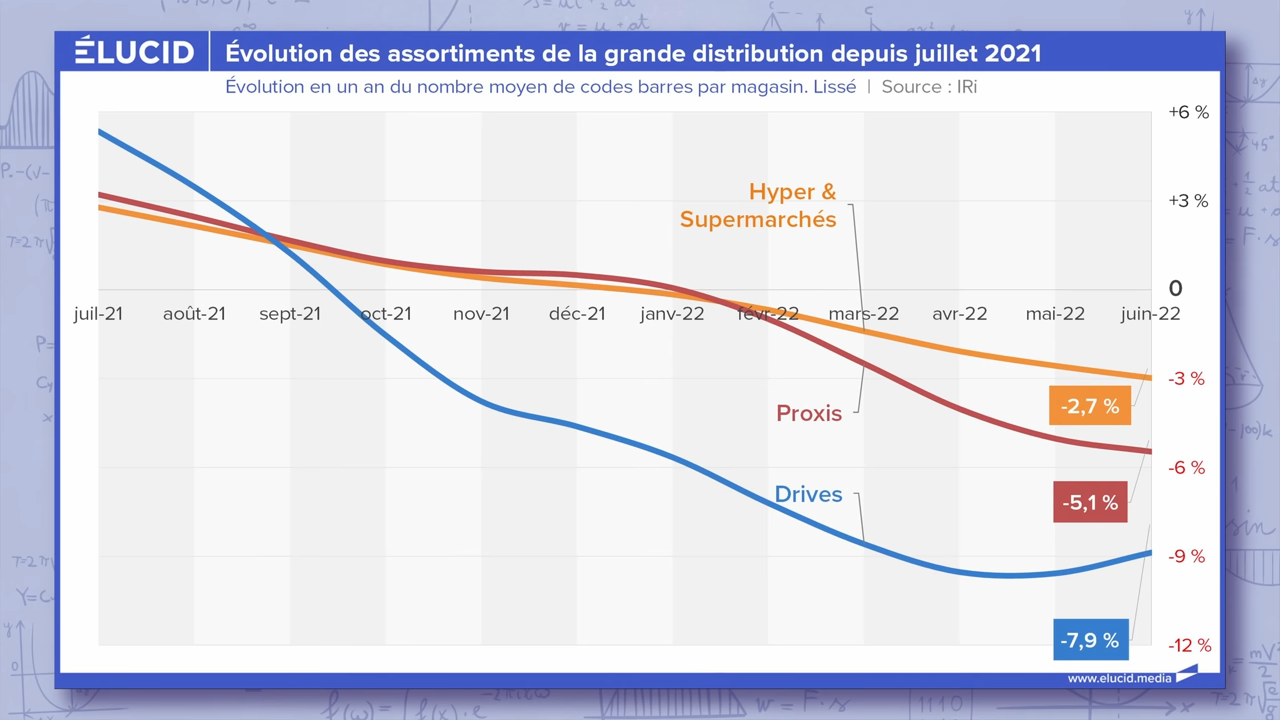 ÉLUCID
Évolution des assortiments de la grande distribution depuis juillet 2021
Évolution en un an du nombre moyen de codes barres par magasin. Lissé | Source : IRi
+6 %
Hyper &
Supermarchés
+3 %
0
juil-21 août-21 sept-21 oct-21 nov-21 déc-21 janv-22 févr-22 mars-22 avr-22 mai-22 juin-22
-3 %
-2,7 %
Proxis
-6 %
Drives
-5,1 %
-9 %
-7,9 %
-12 %
www.elucid.media